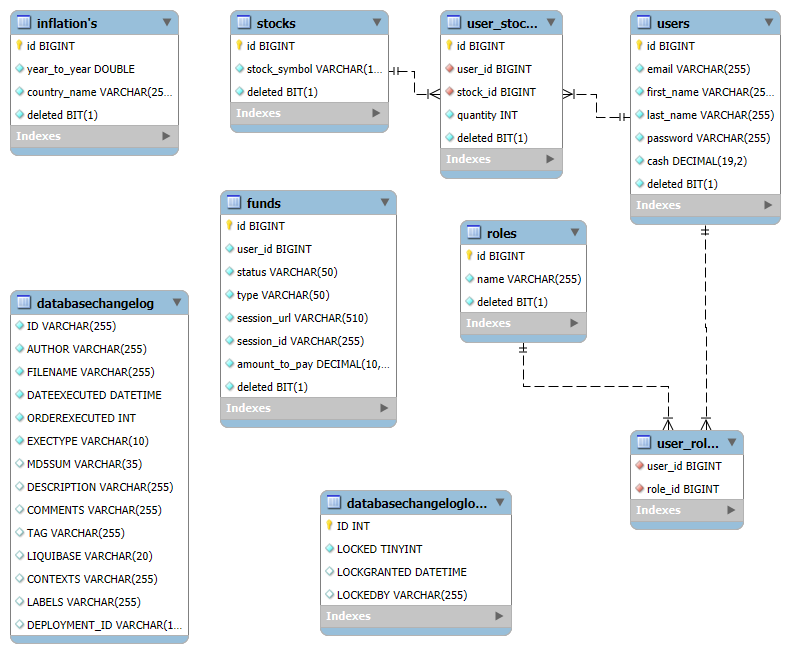 inflation's
id BIGINT
year_to_year DOUBLE
country_name VARCHAR(25...
deleted BIT(1)
Indexes
stocks
id BIGINT
stock_symbol VARCHAR(1...
deleted BIT(1)
Indexes
user_stoc...
id BIGINT
user_id BIGINT
stock_id BIGINT
quantity INT
deleted BIT(1)
Indexes
users
id BIGINT
email VARCHAR(255)
first_name VARCHAR(25...
last_name VARCHAR(255)
password VARCHAR(255)
cash DECIMAL(19,2)
deleted BIT(1)
Indexes
funds
id BIGINT
user_id BIGINT
status VARCHAR(50)
type VARCHAR(50)
session_url VARCHAR(510)
session_id VARCHAR(255)
amount_to_pay DECIMAL(10,...
deleted BIT(1)
Indexes
roles
id BIGINT
name VARCHAR(255)
deleted BIT(1)
Indexes
databasechangelog
ID VARCHAR(255)
AUTHOR VARCHAR(255)
FILENAME VARCHAR(255)
DATEEXECUTED DATETIME
ORDEREXECUTED INT
EXECTYPE VARCHAR(10)
MD5SUM VARCHAR(35)
DESCRIPTION VARCHAR(255)
COMMENTS VARCHAR(255)
TAG VARCHAR(255)
LIQUIBASE VARCHAR(20)
CONTEXTS VARCHAR(255)
LABELS VARCHAR(255)
DEPLOYMENT_ID VARCHAR(1...
databasechangeloglo...
ID INT
LOCKED TINYINT
LOCKGRANTED DATETIME
LOCKEDBY VARCHAR(255)
Indexes
user_rol...
user_id BIGINT
role_id BIGINT
Indexes